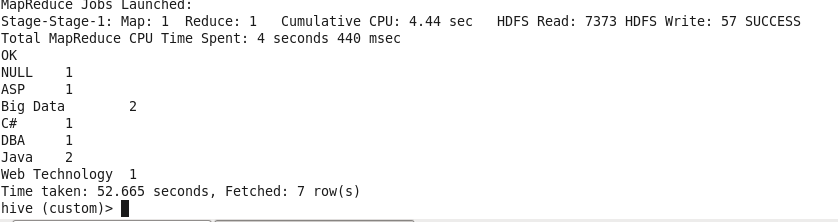 MapReduce Jobs Launched:
Stage-Stage-1: Map: 1  Reduce: 1   Cumulative CPU: 4.44 sec   HDFS Read: 7373 HDFS Write: 57 SUCCESS
Total MapReduce CPU Time Spent: 4 seconds 440 msec
OK
NULL    1
ASP     1
Big Data        2
C#      1
DBA     1
Java    2
Web Technology  1
Time taken: 52.665 seconds, Fetched: 7 row(s)
hive (custom)>